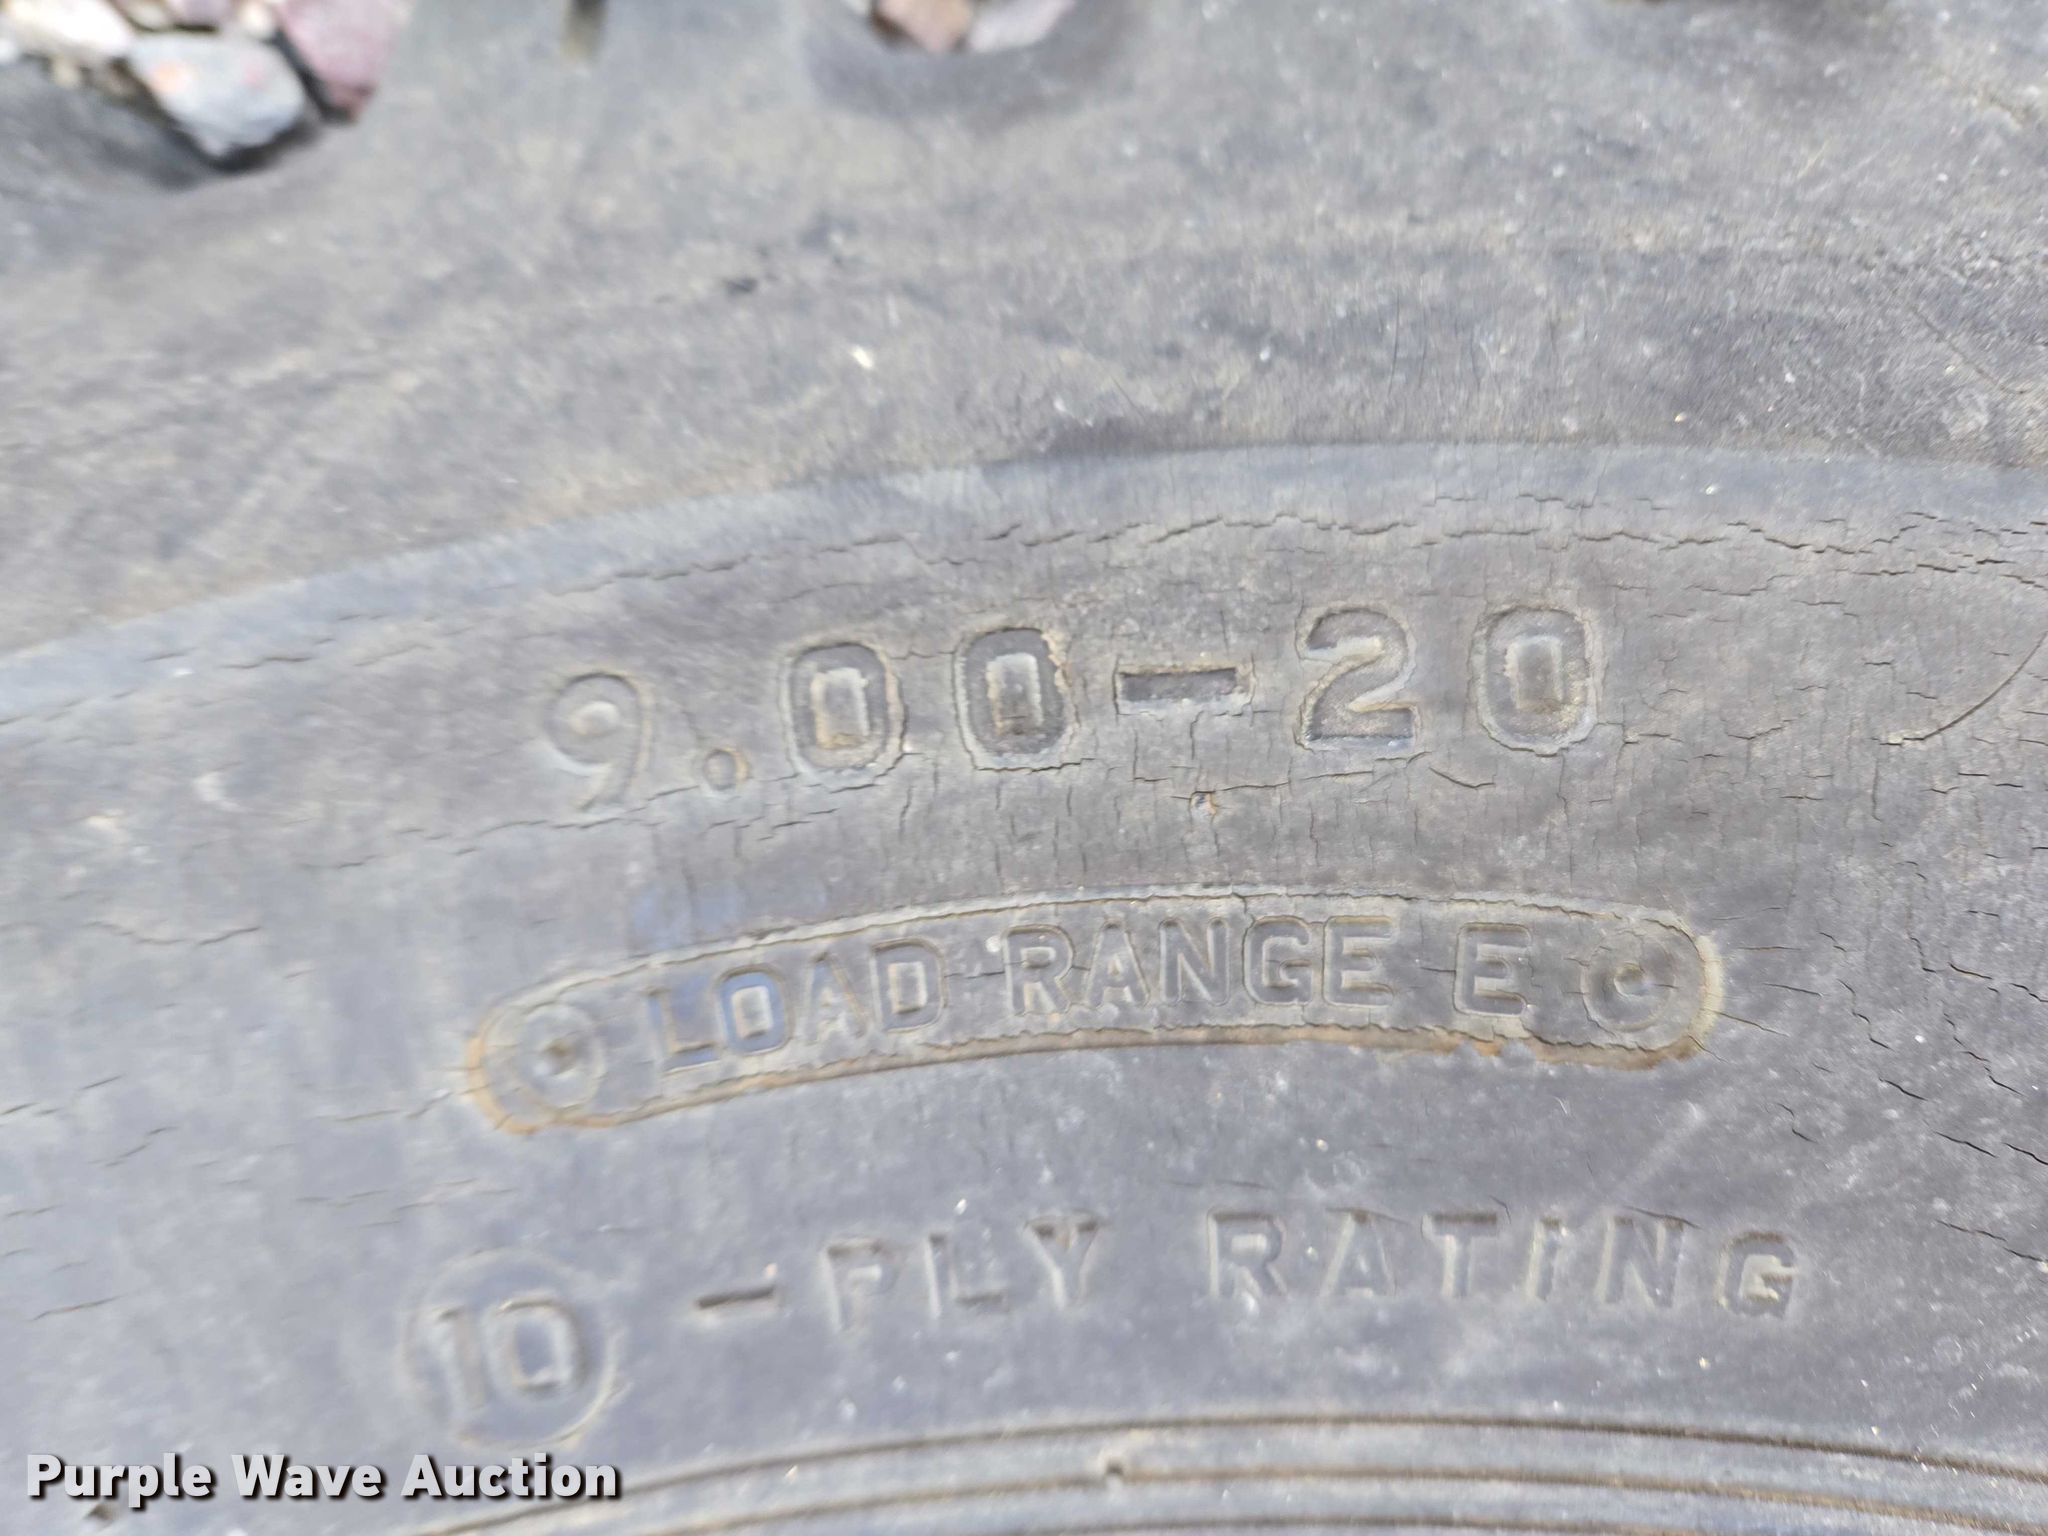 9.00-20
LOAD RANGE E
10 - PLY RATING
Purple Wave Auction